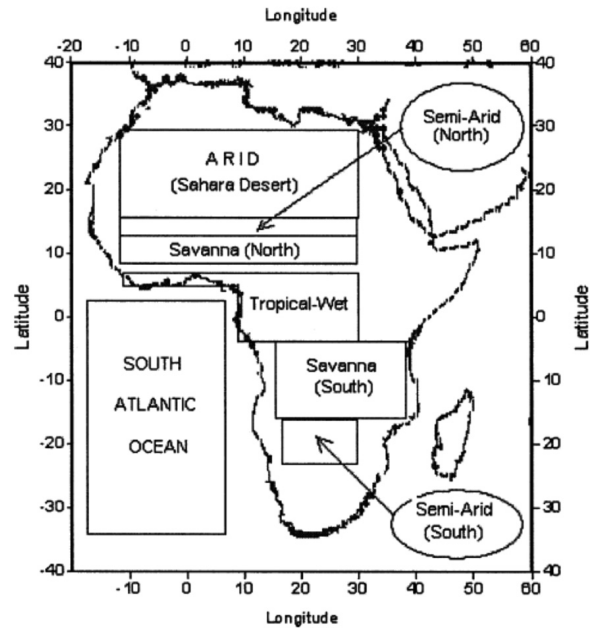 Longitude
-20 -10 0 10 20 30 40 50 60
40 40
Semi-Arid
(North)
30 30
ARID
(Sahara Desert)
20 20
10 10
Savanna (North)
Tropical-Wet
Latitude
Latitude
0 0
SOUTH
ATLANTIC
OCEAN
Savanna
(South)
-10 -10
-20 -20
-30 -30
Semi-Arid
(South)
-40 -40
-10 0 10 20 30 40 50 60
Longitude